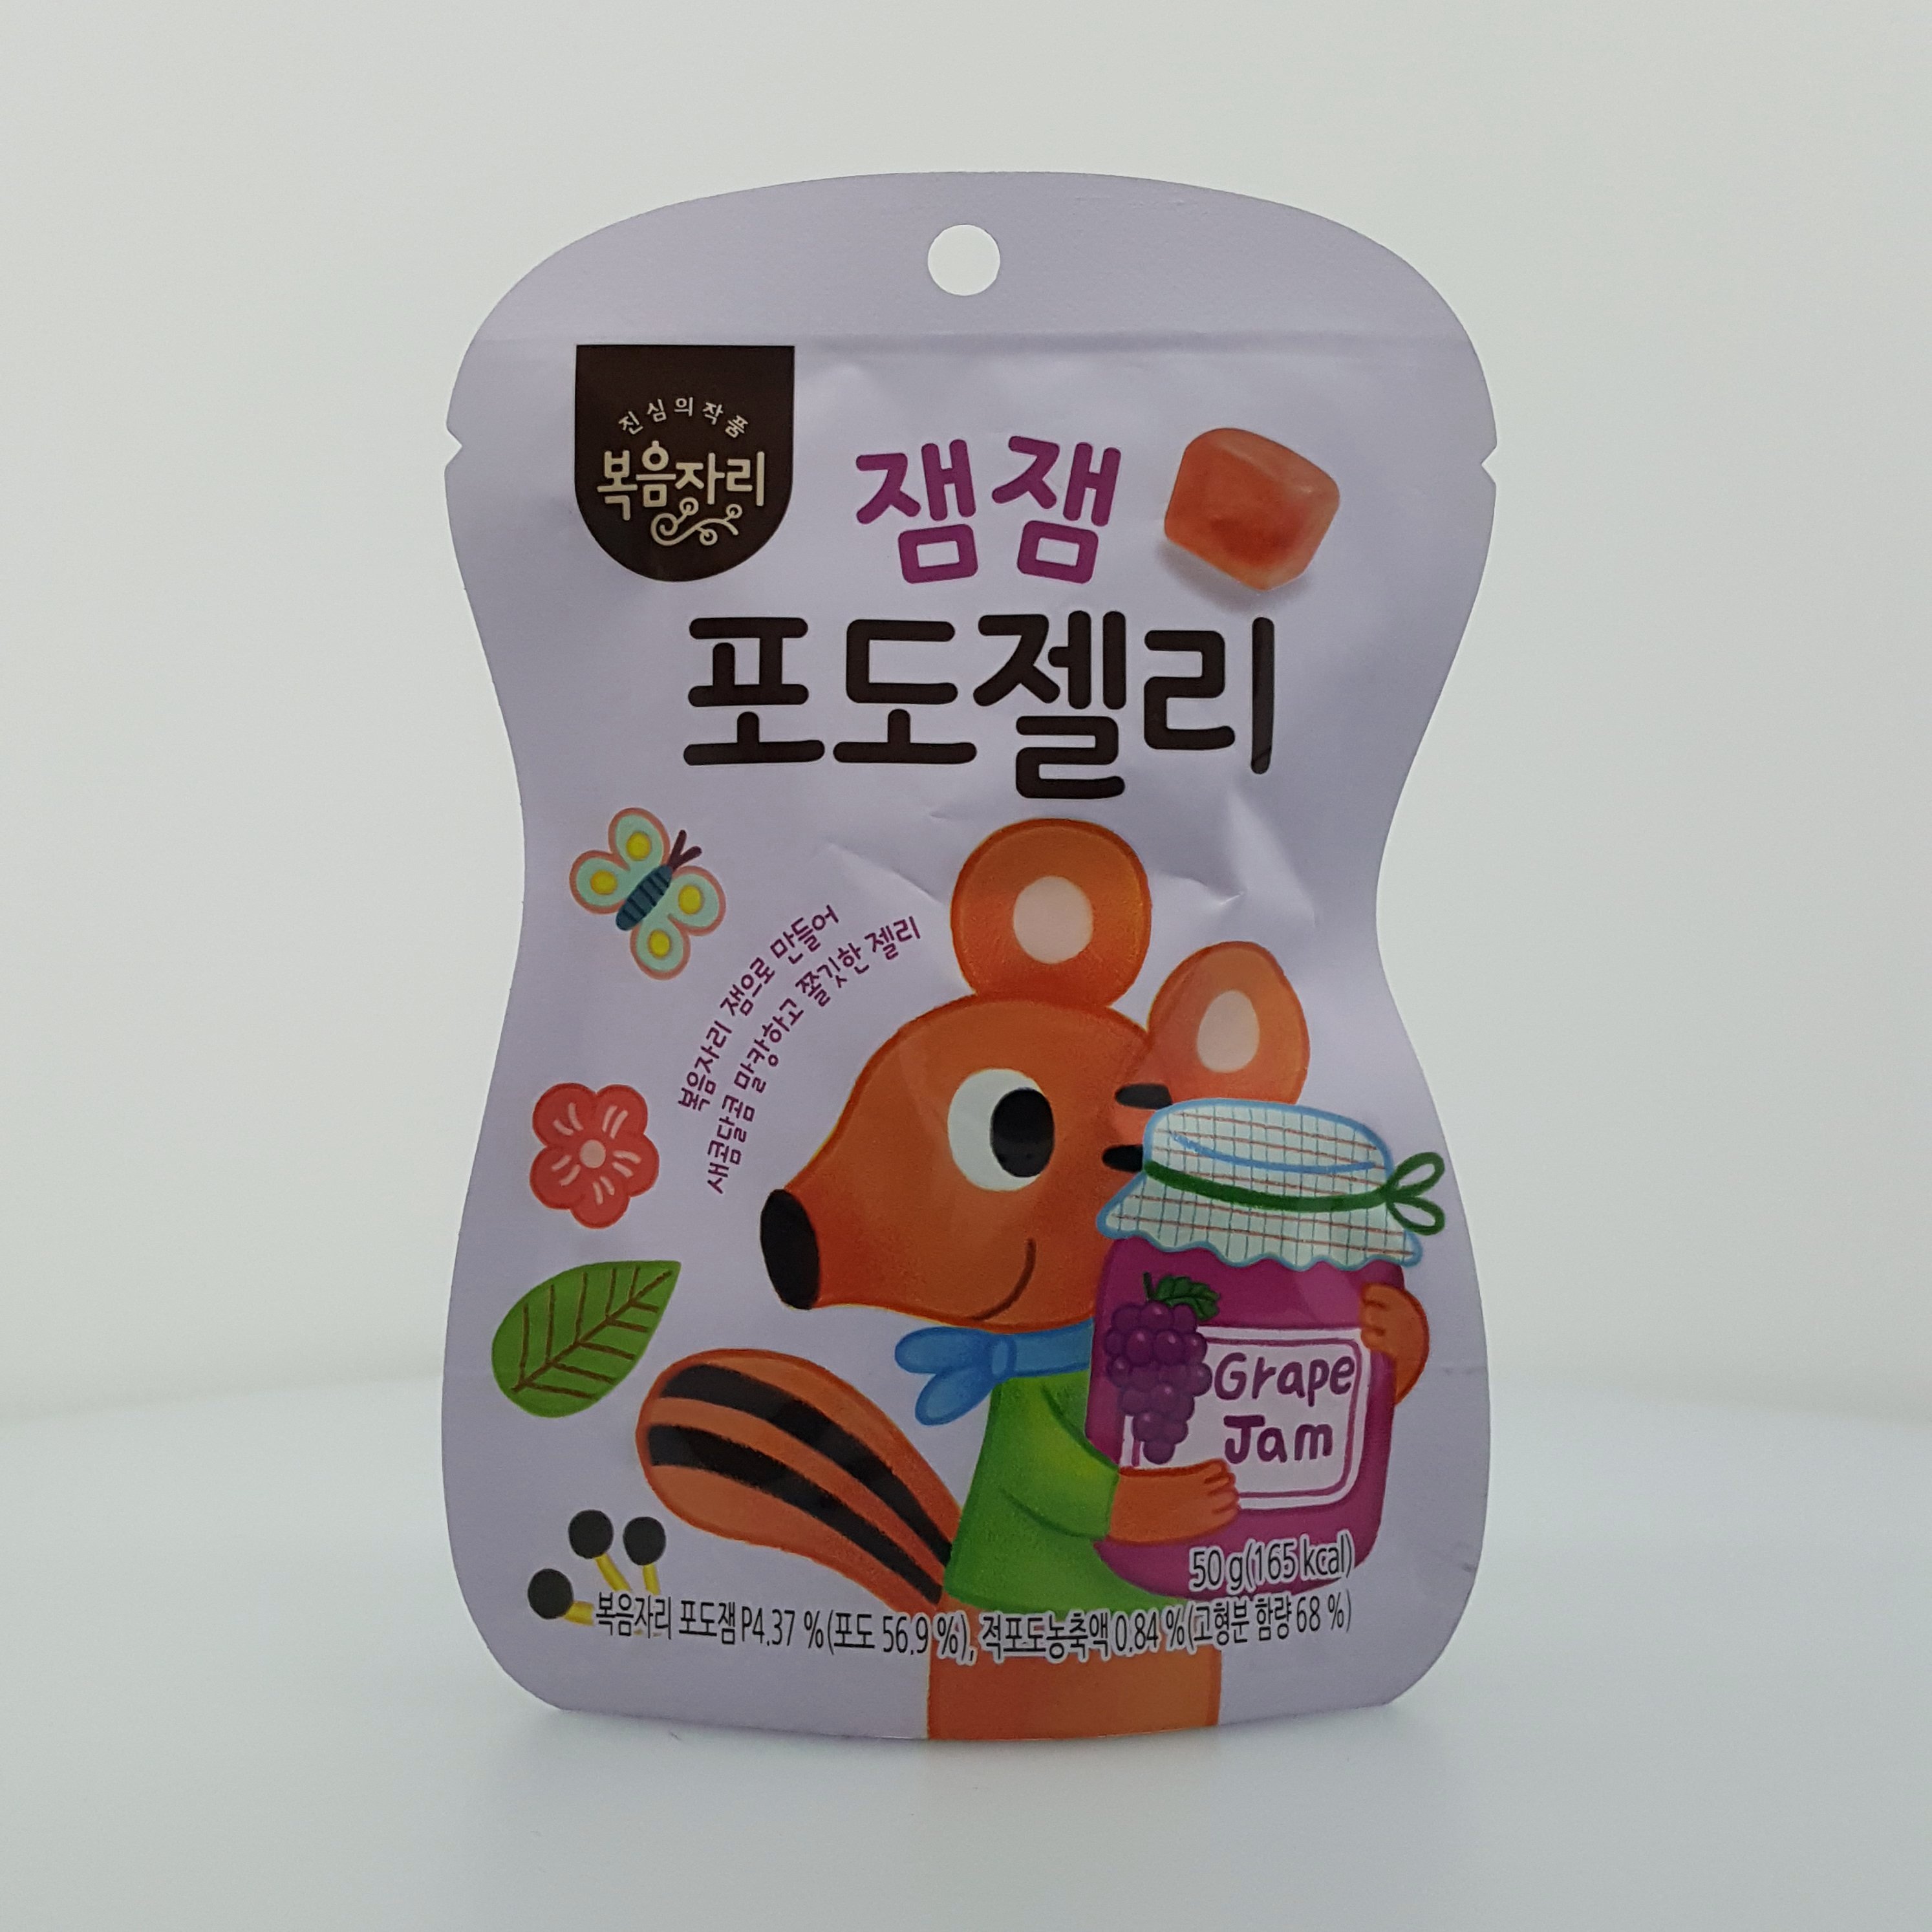 진심의작품
복음자리
잼잼
포도젤리
복음자리 잼으로 만들어
새콤달콤 말캉하고 쫄깃한 젤리
Grape
Jam
50 g(165 kcal)
복음자리 포도잼P4.37 %(포도 56.9 %), 적포도농축액 0.84 %(고형분 함량 68 %)